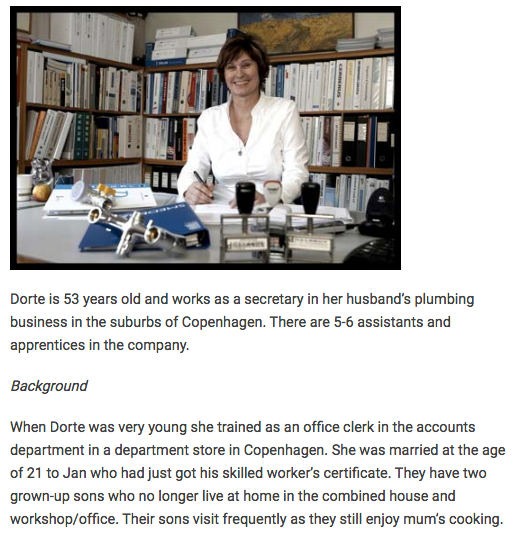 CERBERUS
Dorte is 53 years old and works as a secretary in her husband’s plumbing
business in the suburbs of Copenhagen. There are 5-6 assistants and
apprentices in the company.
Background
When Dorte was very young she trained as an office clerk in the accounts
department in a department store in Copenhagen. She was married at the age
of 21 to Jan who had just got his skilled worker’s certificate. They have two
grown-up sons who no longer live at home in the combined house and
workshop/office. Their sons visit frequently as they still enjoy mum’s cooking.